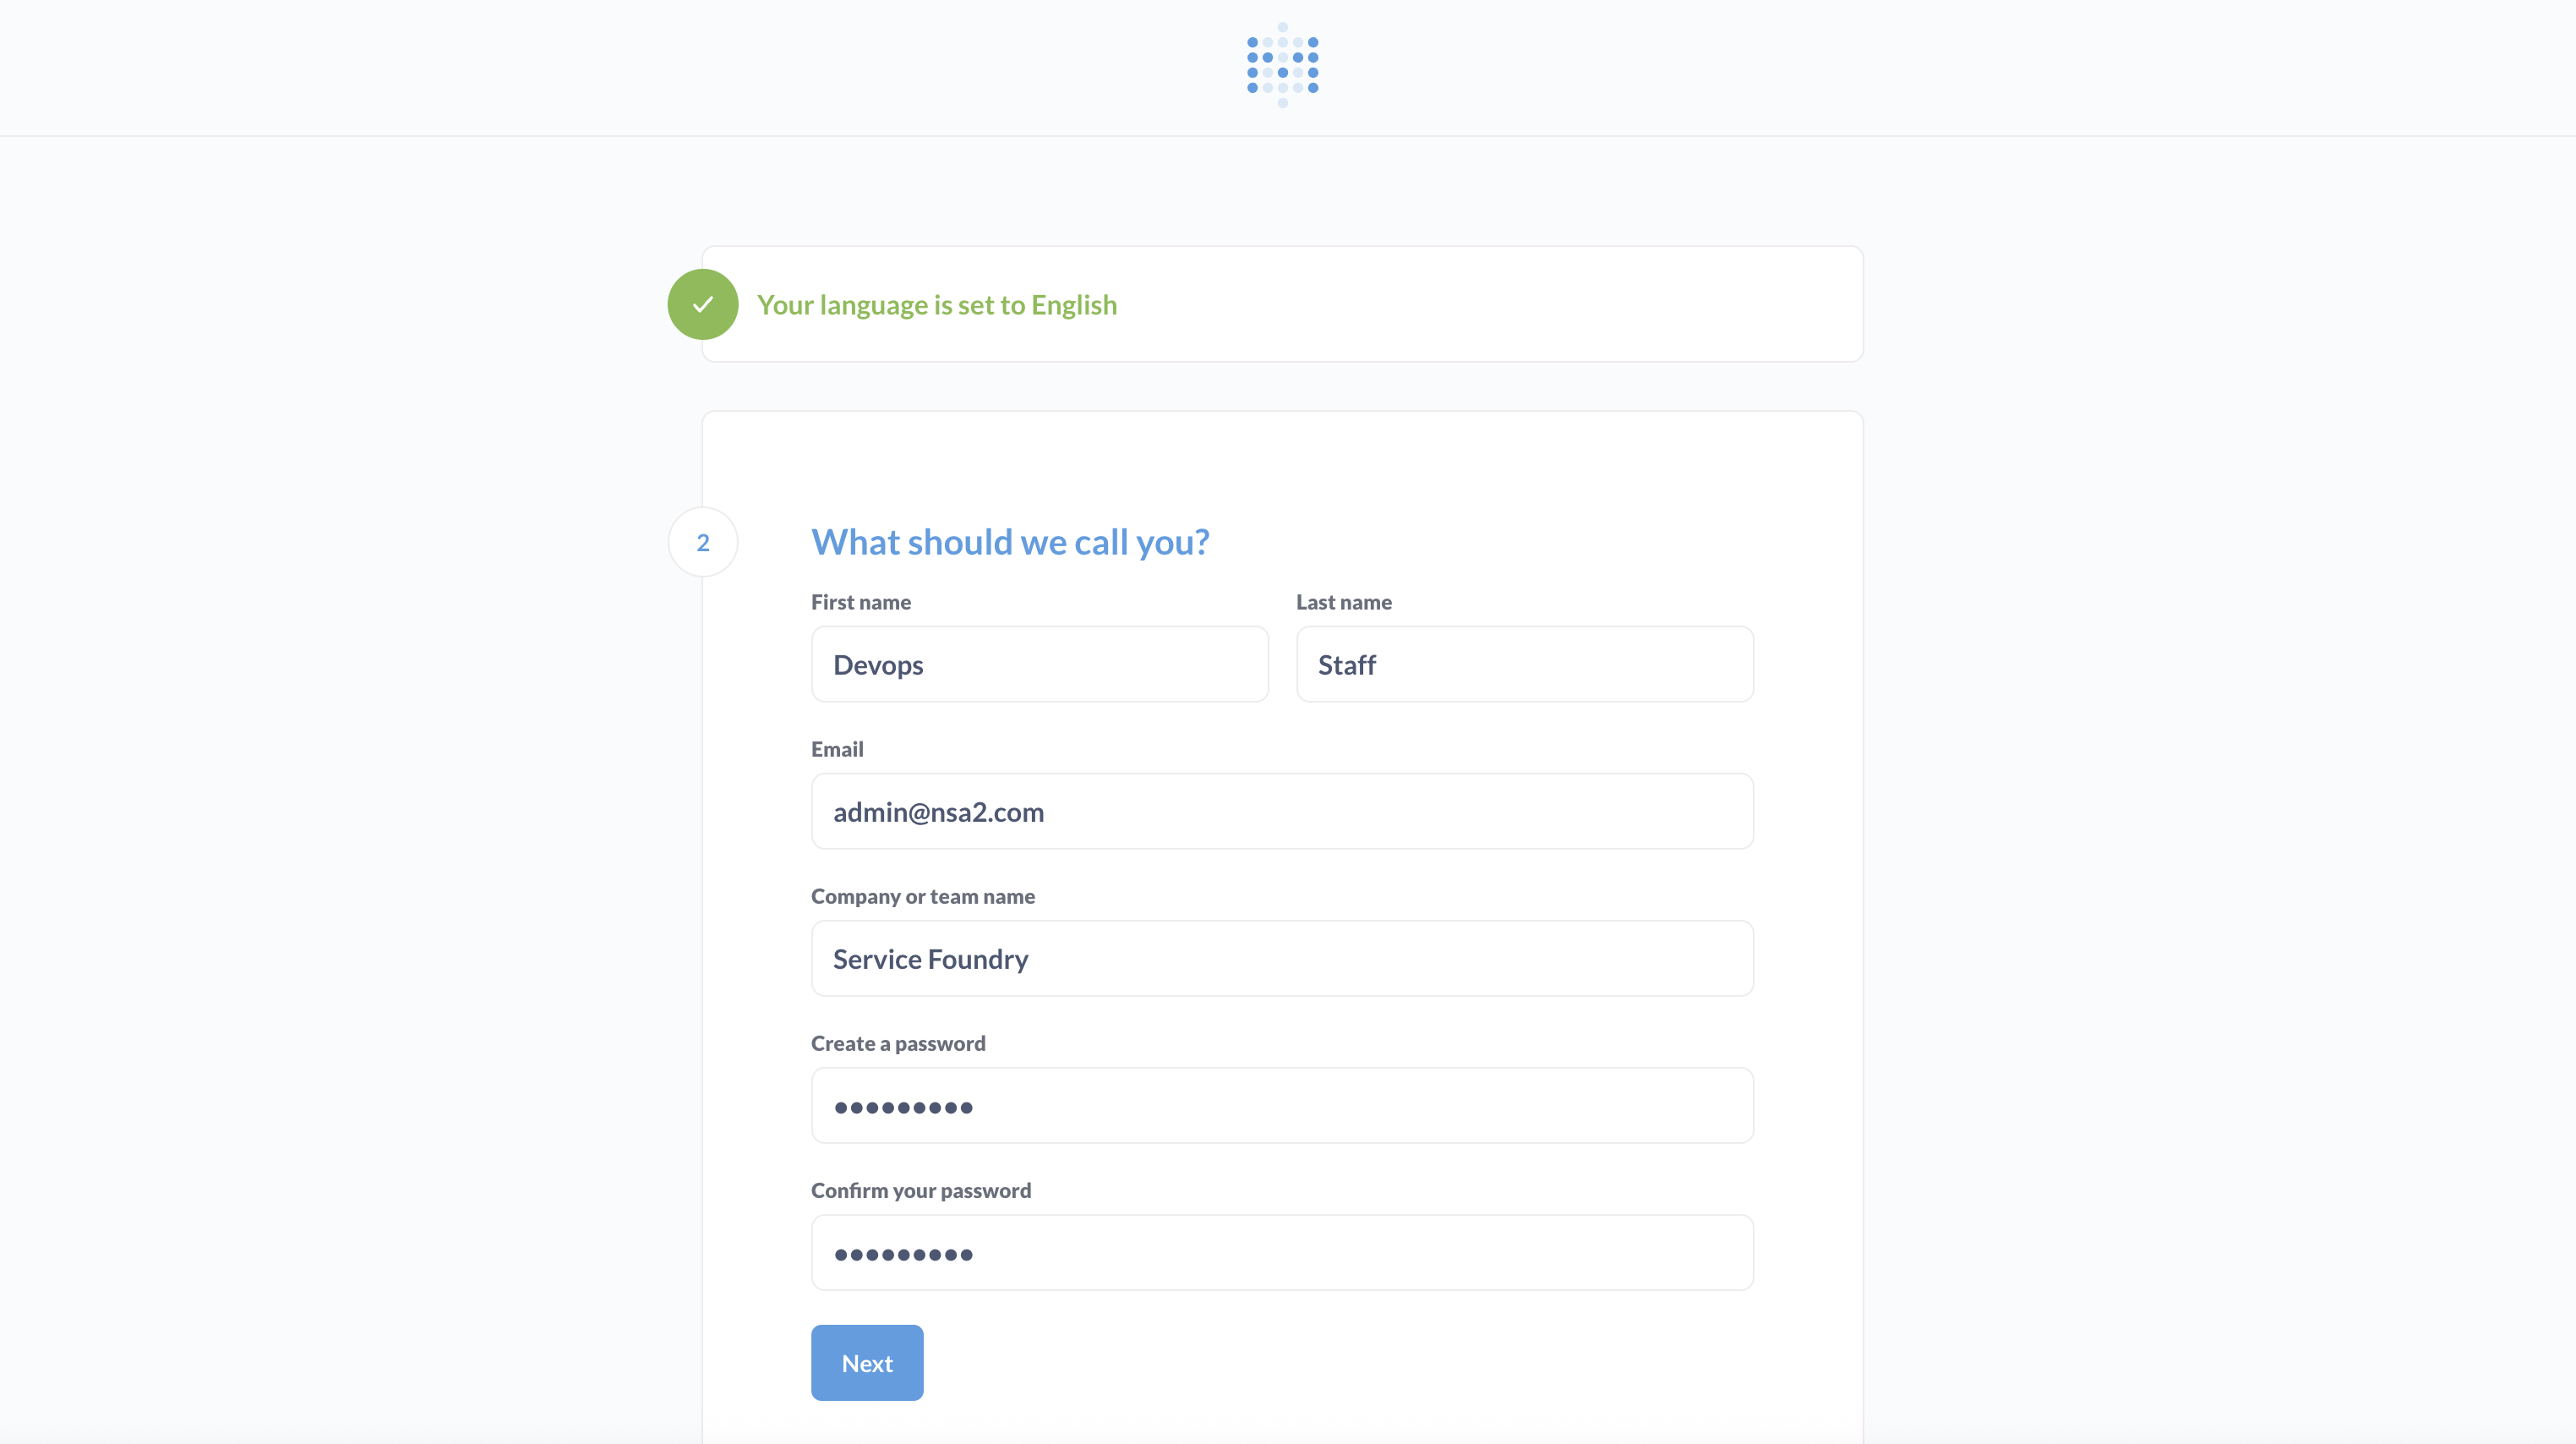 Your language is set to English
2
What should we call you?
First name
Last name
Devops
Staff
Email
admin@nsa2.com
Company or team name
Service Foundry
Create a password
•••••••••
Confirm your password
•••••••••
Next